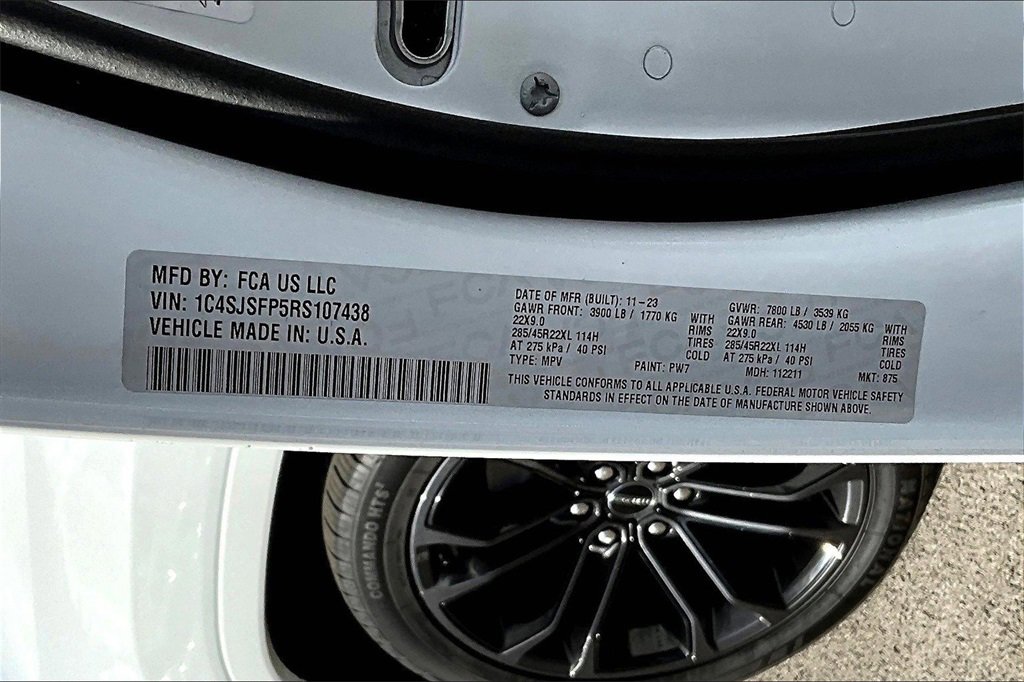 MFD BY: FCA US LLC
VIN: 1C4SJSFP5RS107438
VEHICLE MADE IN: U.S.A.
DATE OF MFR (BUILT): 11-23
GAWR FRONT: 3900 LB / 1770 KG WITH
22X9.0 RIMS
285/45R22XL 114H TIRES
AT 275 kPa / 40 PSI COLD
TYPE: MPV PAINT: PW7
GVWR: 7800 LB / 3539 KG
GAWR REAR: 4530 LB / 2055 KG WITH
22X9.0 RIMS
285/45R22XL 114H TIRES
AT 275 kPa / 40 PSI COLD
MDH: 112211 MKT: 875
THIS VEHICLE CONFORMS TO ALL APPLICABLE U.S.A. FEDERAL MOTOR VEHICLE SAFETY
STANDARDS IN EFFECT ON THE DATE OF MANUFACTURE SHOWN ABOVE.
COMMANDO HTS
NATIONAL